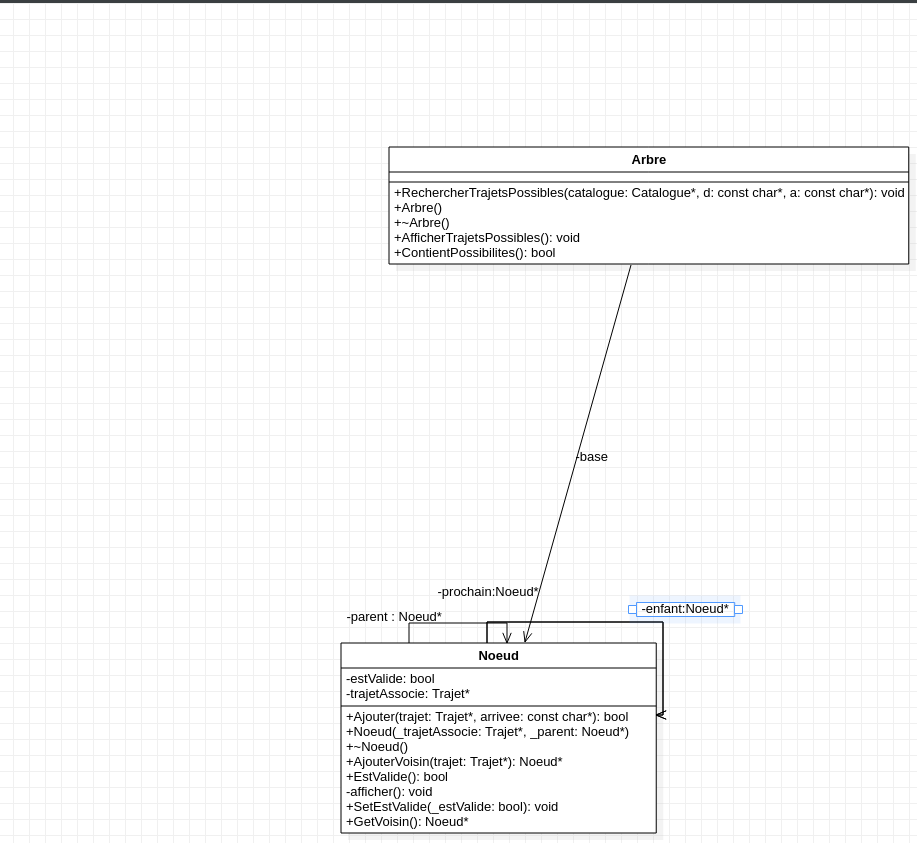 Arbre
+RechercherTrajetsPossibles(catalogue: Catalogue*, d: const char*, a: const char*): void
+Arbre()
+~Arbre()
+AfficherTrajetsPossibles(): void
+ContientPossibilites(): bool
-base
-prochain:Noeud*
-enfant:Noeud*
-parent : Noeud*
Noeud
-estValide: bool
-trajetAssocie: Trajet*
+Ajouter(trajet: Trajet*, arrivee: const char*): bool
+Noeud(_trajetAssocie: Trajet*, _parent: Noeud*)
+~Noeud()
+AjouterVoisin(trajet: Trajet*): Noeud*
+EstValide(): bool
-afficher(): void
+SetEstValide(_estValide: bool): void
+GetVoisin(): Noeud*